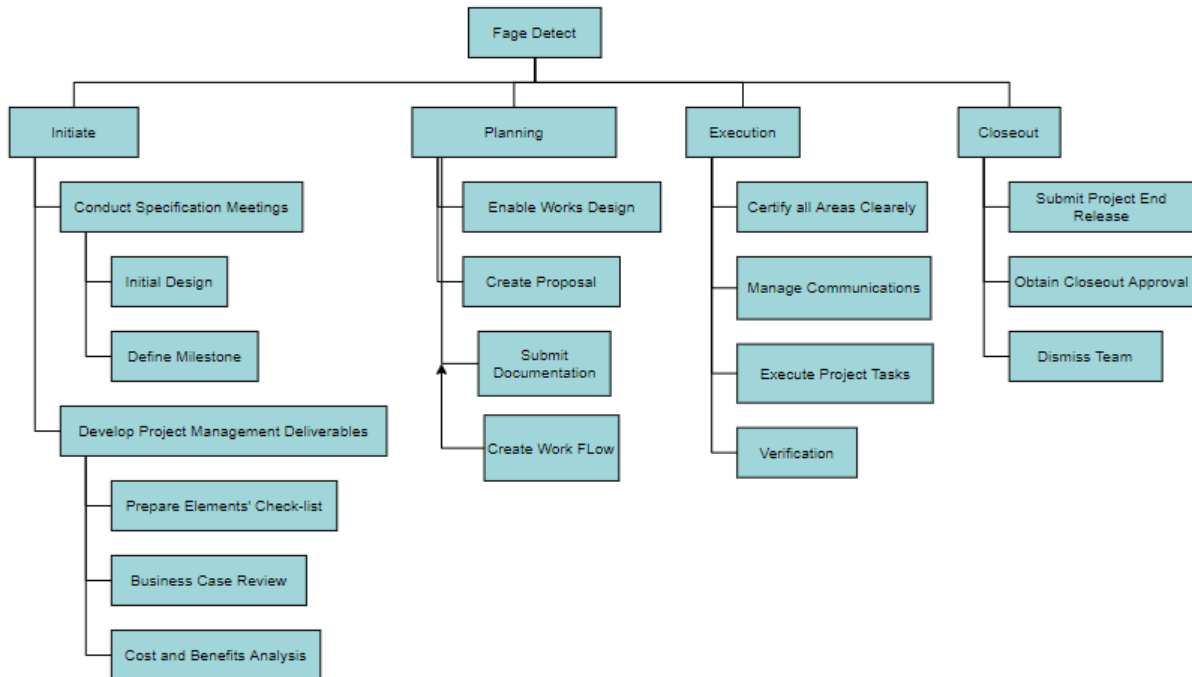 Fage Detect
Initiate
Planning
Execution
Closeout
Conduct Specification Meetings
Initial Design
Define Milestone
Develop Project Management Deliverables
Prepare Elements' Check-list
Business Case Review
Cost and Benefits Analysis
Enable Works Design
Create Proposal
Submit
Documentation
Create Work FLow
Certify all Areas Clearely
Manage Communications
Execute Project Tasks
Verification
Submit Project End
Release
Obtain Closeout Approval
Dismiss Team